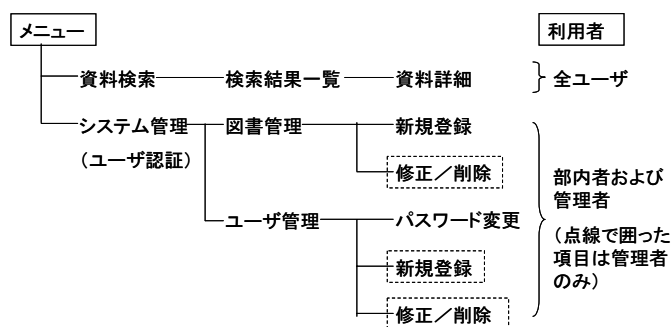 メニュー
利用者
資料検索
検索結果一覧
資料詳細
全ユーザ
システム管理
(ユーザ認証)
図書管理
新規登録
修正/削除
ユーザ管理
パスワード変更
新規登録
修正/削除
部内者および
管理者
(点線で囲った
項目は管理者
のみ)